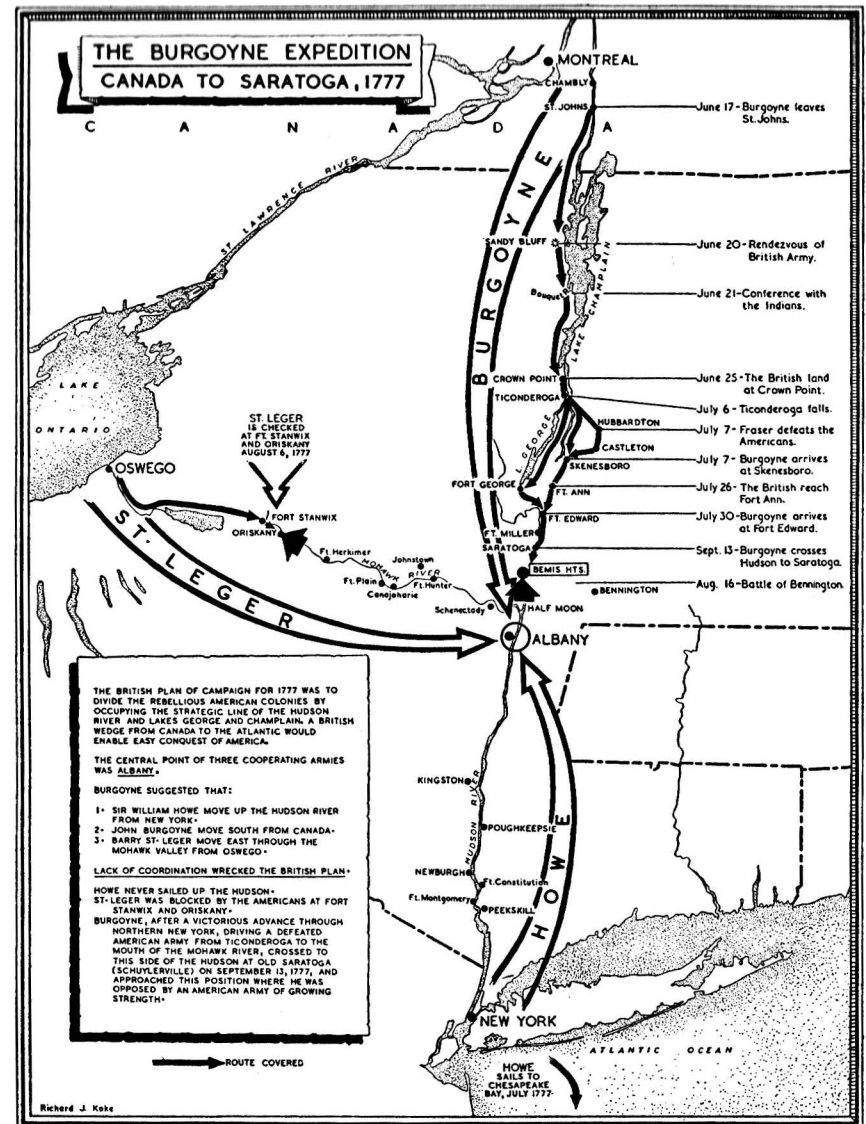 THE BURGOYNE EXPEDITION
CANADA TO SARATOGA, 1777
MONTREAL
CHAMBLY
ST. JOHNS
June 17-Burgoyne leaves
St. Johns.
C A N A D A
ST LAWRENCE RIVER
BURGOYNE
SANDY BLUFF
June 20-Rendezvous of
British Army.
Bouquet R.
June 21-Conference with
the Indians.
LAKE CHAMPLAIN
CROWN POINT
June 25-The British land
at Crown Point.
TICONDEROGA
July 6-Ticonderoga falls.
HUBBARDTON
July 7-Fraser defeats the
Americans.
CASTLETON
L. GEORGE
SKENESBORO
July 7-Burgoyne arrives
at Skenesboro.
FORT GEORGE
FT. ANN
July 26-The British reach
Fort Ann.
FT. EDWARD
July 30-Burgoyne arrives
at Fort Edward.
FT. MILLER
SARATOGA
Sept. 13-Burgoyne crosses
Hudson to Saratoga.
BEMIS HTS.
Aug. 16-Battle of Bennington.
BENNINGTON
HALF MOON
ALBANY
LAKE
ONTARIO
OSWEGO
ST. LEGER
IS CHECKED
AT FT. STANWIX
AND ORISKANY
AUGUST 6, 1777
FORT STANWIX
ORISKANY
Ft. Herkimer
MOHAWK RIVER
Johnstown
Ft. Plain
Ft. Hunter
Canajoharie
Schenectady
ST. LEGER
THE BRITISH PLAN OF CAMPAIGN FOR 1777 WAS TO
DIVIDE THE REBELLIOUS AMERICAN COLONIES BY
OCCUPYING THE STRATEGIC LINE OF THE HUDSON
RIVER AND LAKES GEORGE AND CHAMPLAIN. A BRITISH
WEDGE FROM CANADA TO THE ATLANTIC WOULD
ENABLE EASY CONQUEST OF AMERICA.
THE CENTRAL POINT OF THREE COOPERATING ARMIES
WAS ALBANY.
BURGOYNE SUGGESTED THAT:
1- SIR WILLIAM HOWE MOVE UP THE HUDSON RIVER
FROM NEW YORK.
2- JOHN BURGOYNE MOVE SOUTH FROM CANADA.
3- BARRY ST. LEGER MOVE EAST THROUGH THE
MOHAWK VALLEY FROM OSWEGO.
LACK OF COORDINATION WRECKED THE BRITISH PLAN.
HOWE NEVER SAILED UP THE HUDSON.
ST. LEGER WAS BLOCKED BY THE AMERICANS AT FORT
STANWIX AND ORISKANY.
BURGOYNE, AFTER A VICTORIOUS ADVANCE THROUGH
NORTHERN NEW YORK, DRIVING A DEFEATED
AMERICAN ARMY FROM TICONDEROGA TO THE
MOUTH OF THE MOHAWK RIVER, CROSSED TO
THIS SIDE OF THE HUDSON AT OLD SARATOGA
(SCHUYLERVILLE) ON SEPTEMBER 13, 1777, AND
APPROACHED THIS POSITION WHERE HE WAS
OPPOSED BY AN AMERICAN ARMY OF GROWING
STRENGTH.
KINGSTON
HUDSON RIVER
POUGHKEEPSIE
NEWBURGH
Ft. Constitution
Ft. Montgomery
PEEKSKILL
HOWE
NEW YORK
ATLANTIC OCEAN
HOWE
SAILS TO
CHESAPEAKE
BAY, JULY 1777.
ROUTE COVERED
Richard J. Koke